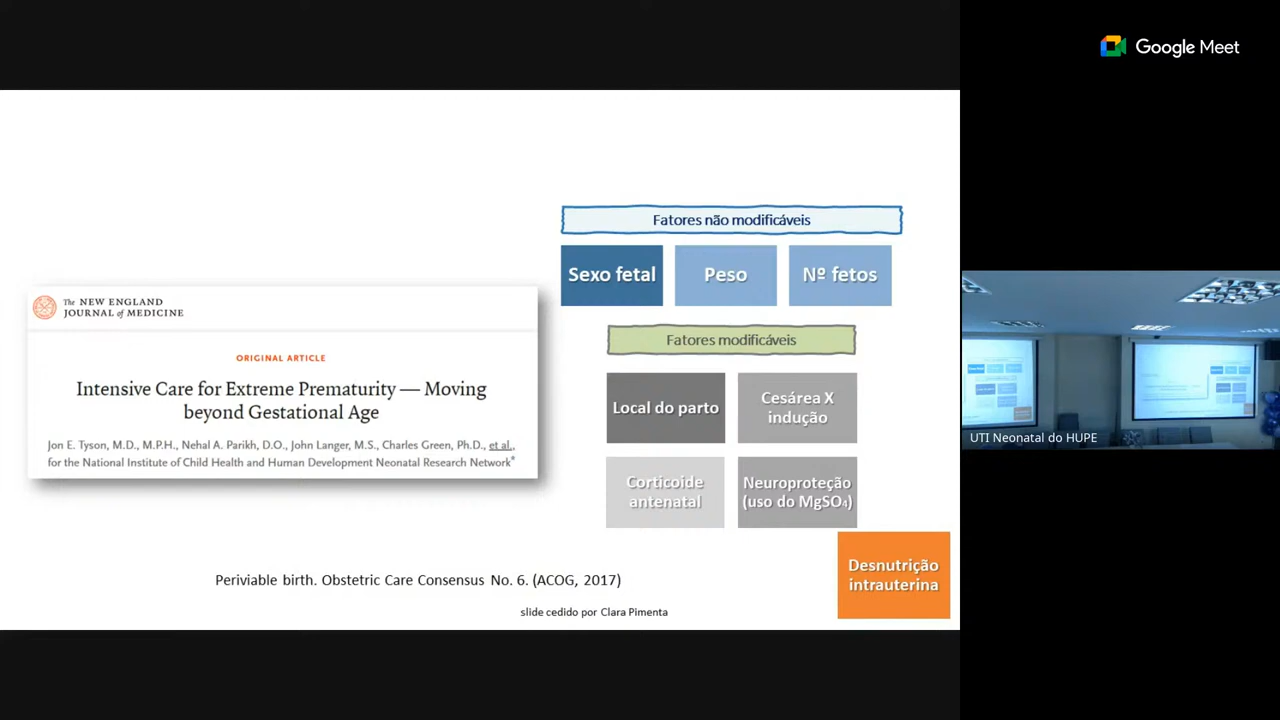 Google Meet
Fatores não modificáveis
Sexo fetal
Peso
Nº fetos
Fatores modificáveis
Local do parto
Cesárea X
indução
Corticoide
antenatal
Neuroproteção
(uso do MgSO4)
Desnutrição
intrauterina
The NEW ENGLAND
JOURNAL of MEDICINE
ORIGINAL ARTICLE
Intensive Care for Extreme Prematurity — Moving
beyond Gestational Age
Jon E. Tyson, M.D., M.P.H., Nehal A. Parikh, D.O., John Langer, M.S., Charles Green, Ph.D., et al.,
for the National Institute of Child Health and Human Development Neonatal Research Network*
Periviable birth. Obstetric Care Consensus No. 6. (ACOG, 2017)
slide cedido por Clara Pimenta
UTI Neonatal do HUPE